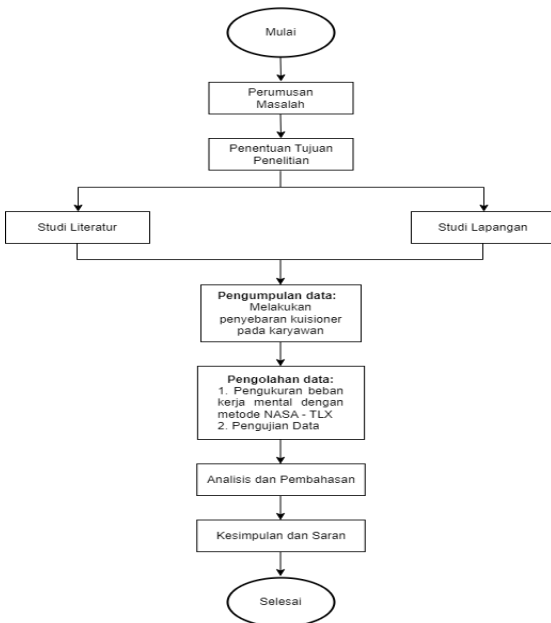 Mulai
Perumusan
Masalah
Penentuan Tujuan
Penelitian
Studi Literatur
Studi Lapangan
Pengumpulan data:
Melakukan
penyebaran kuisioner
pada karyawan
Pengolahan data:
1. Pengukuran beban
kerja mental dengan
metode NASA - TLX
2. Pengujian Data
Analisis dan Pembahasan
Kesimpulan dan Saran
Selesai